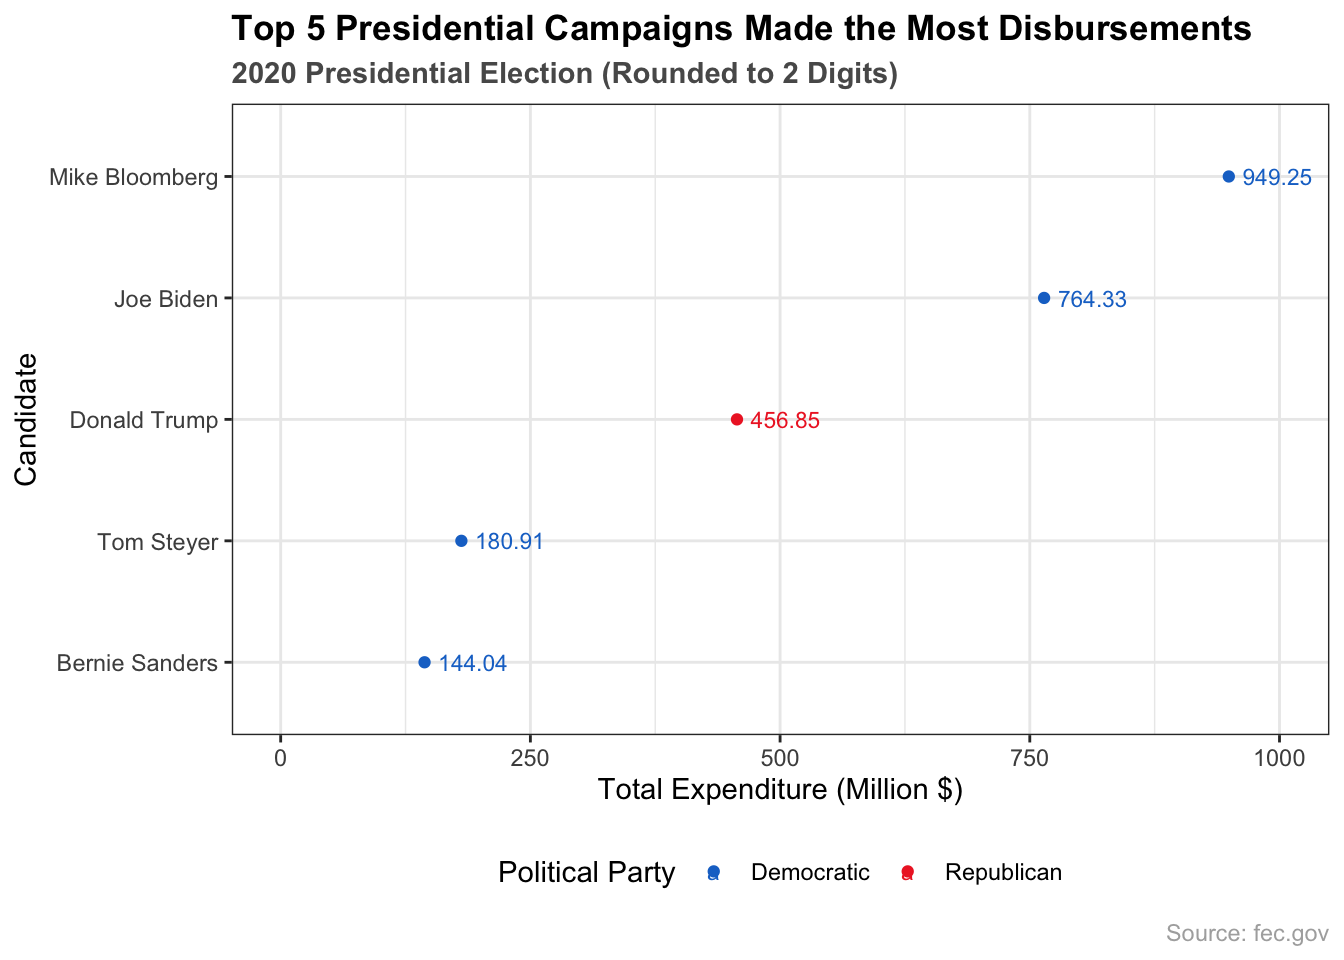 Top 5 Presidential Campaigns Made the Most Disbursements
2020 Presidential Election (Rounded to 2 Digits)
Candidate
Mike Bloomberg 949.25
Joe Biden 764.33
Donald Trump 456.85
Tom Steyer 180.91
Bernie Sanders 144.04
0 250 500 750 1000
Total Expenditure (Million $)
Political Party a Democratic a Republican
Source: fec.gov